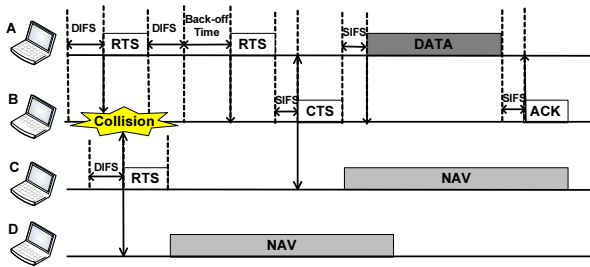 A
DIFS
RTS
DIFS
Back-off
Time
RTS
SIFS
DATA
B
Collision
SIFS
CTS
SIFS
ACK
C
DIFS
RTS
NAV
D
NAV